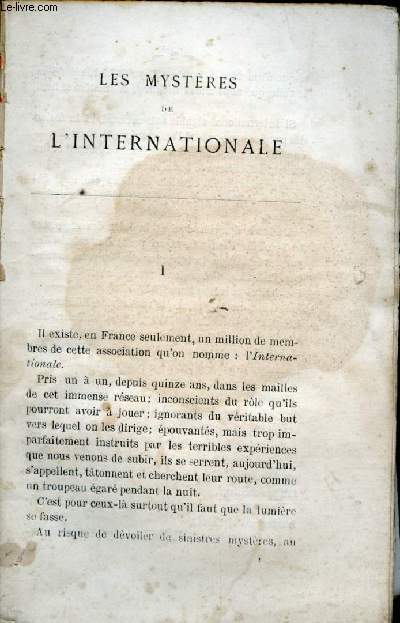 Le-livre.com
LES MYSTÈRES
DE
L'INTERNATIONALE
I
Il existe, en France seulement, un million de mem-
bres de cette association qu'on nomme : l'Interna-
tionale.
Pris un à un, depuis quinze ans, dans les mailles
de cet immense réseau; inconscients du rôle qu'ils
pourront avoir à jouer; ignorants du véritable but
vers lequel on les dirige; épouvantés, mais trop im-
parfaitement instruits par les terribles expériences
que nous venons de subir, ils se serrent, aujourd'hui,
s'appellent, tâtonnent et cherchent leur route, comme
un troupeau égaré pendant la nuit.
C'est pour ceux-là surtout qu'il faut que la lumière
se fasse.
Au risque de dévoiler de sinistres mystères, au